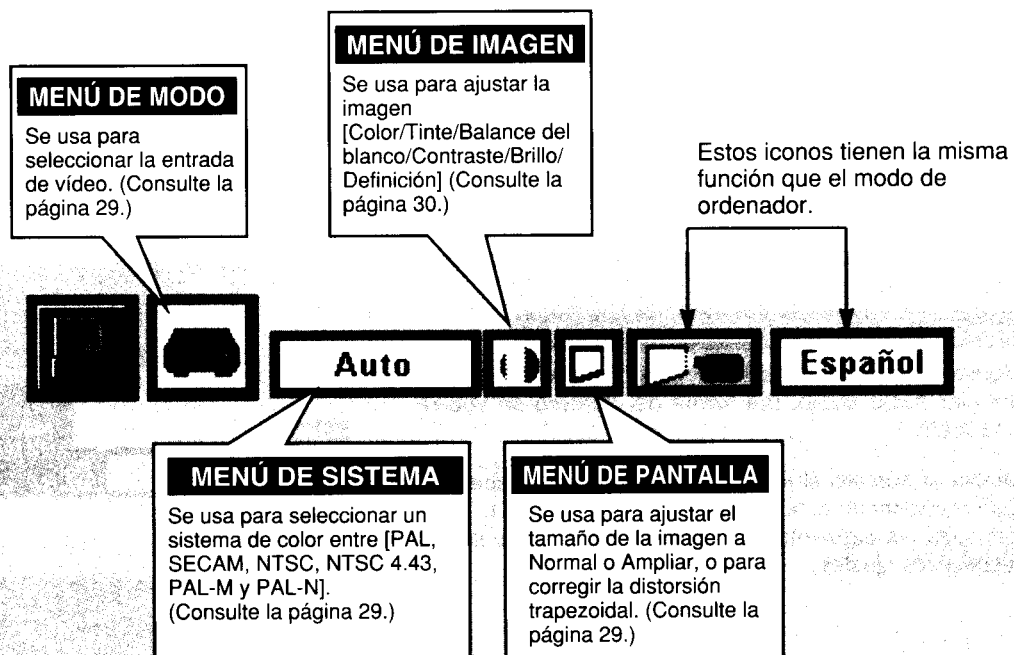 MENÚ DE IMAGEN
Se usa para ajustar la
imagen
[Color/Tinte/Balance del
blanco/Contraste/Brillo/
Definición] (Consulte la
página 30.)
MENÚ DE MODO
Se usa para
seleccionar la entrada
de vídeo. (Consulte la
página 29.)
Estos iconos tienen la misma
función que el modo de
ordenador.
Auto
Español
MENÚ DE SISTEMA
Se usa para seleccionar un
sistema de color entre [PAL,
SECAM, NTSC, NTSC 4.43,
PAL-M y PAL-N].
(Consulte la página 29.)
MENÚ DE PANTALLA
Se usa para ajustar el
tamaño de la imagen a
Normal o Ampliar, o para
corregir la distorsión
trapezoidal. (Consulte la
página 29.)